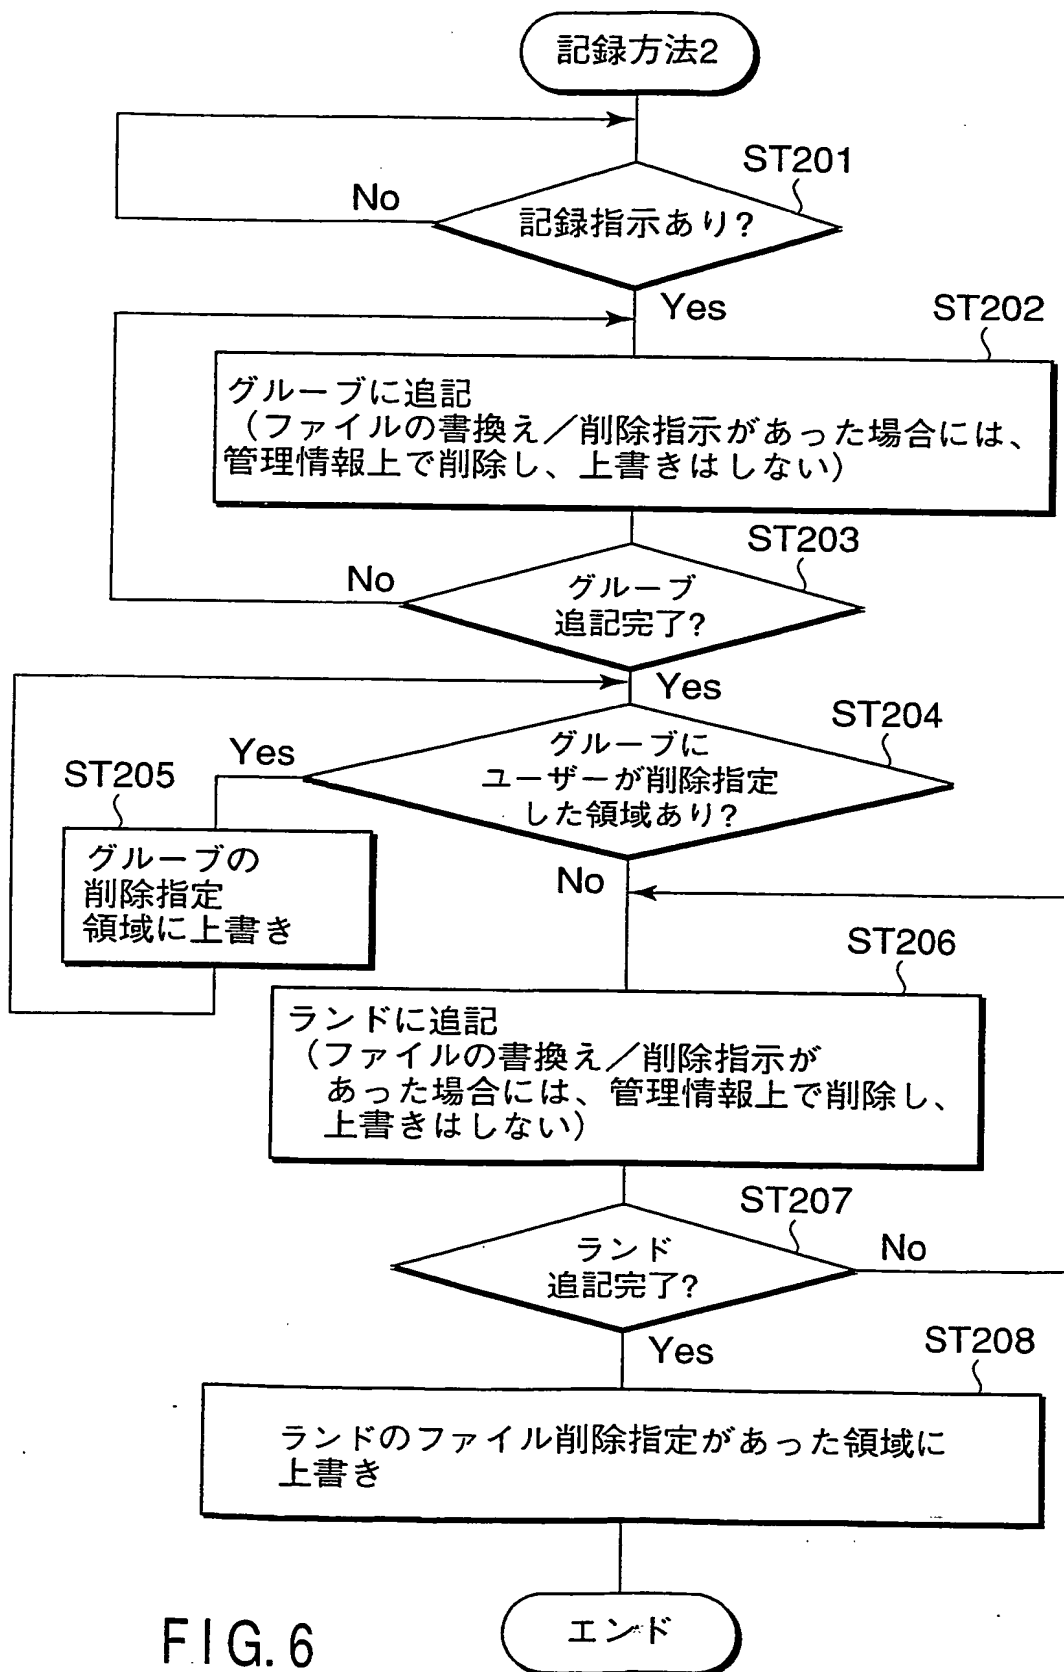 記録方法2
ST201
No
記録指示あり?
Yes
ST202
グルーブに追記
(ファイルの書換え/削除指示があった場合には、
管理情報上で削除し、上書きはしない)
ST203
No
グルーブ
追記完了?
Yes
ST204
Yes
グルーブに
ユーザーが削除指定
した領域あり?
ST205
グルーブの
削除指定
領域に上書き
No
ST206
ランドに追記
(ファイルの書換え/削除指示が
あった場合には、管理情報上で削除し、
上書きはしない)
ST207
ランド
追記完了?
No
Yes
ST208
ランドのファイル削除指定があった領域に
上書き
エンド
FIG. 6